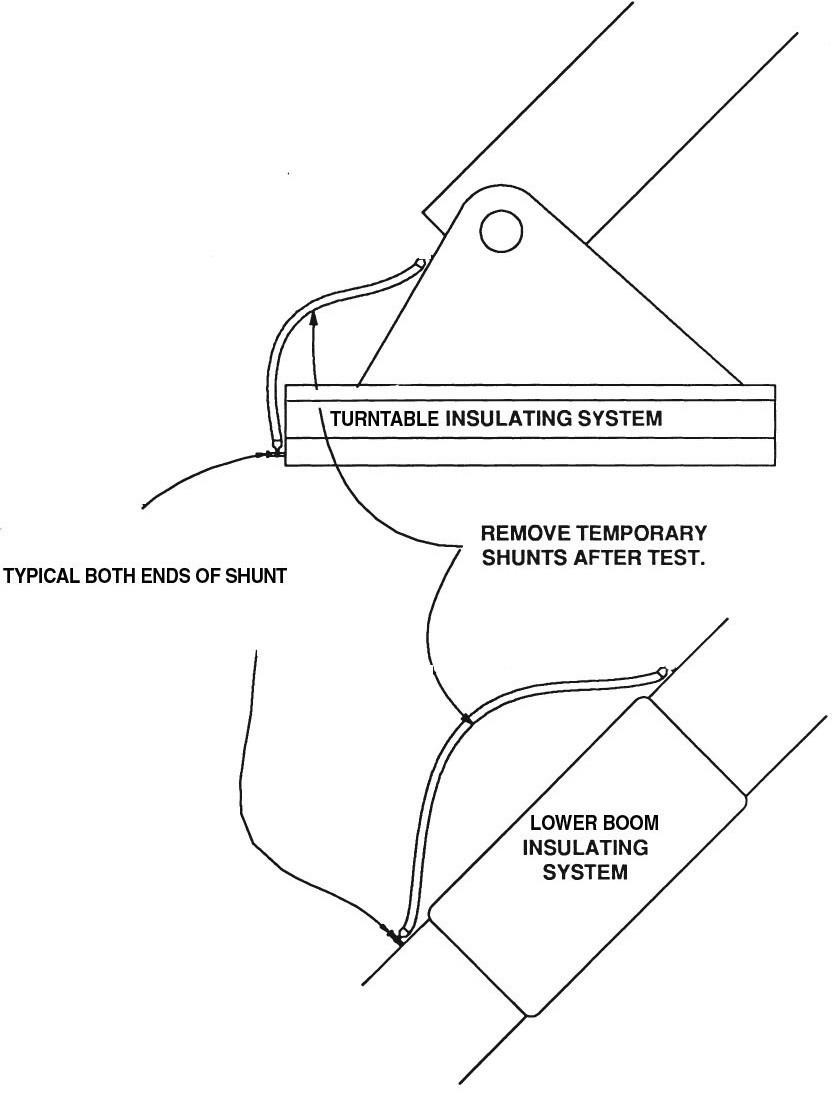 TURNTABLE INSULATING SYSTEM
REMOVE TEMPORARY
SHUNTS AFTER TEST.
TYPICAL BOTH ENDS OF SHUNT
LOWER BOOM
INSULATING
SYSTEM